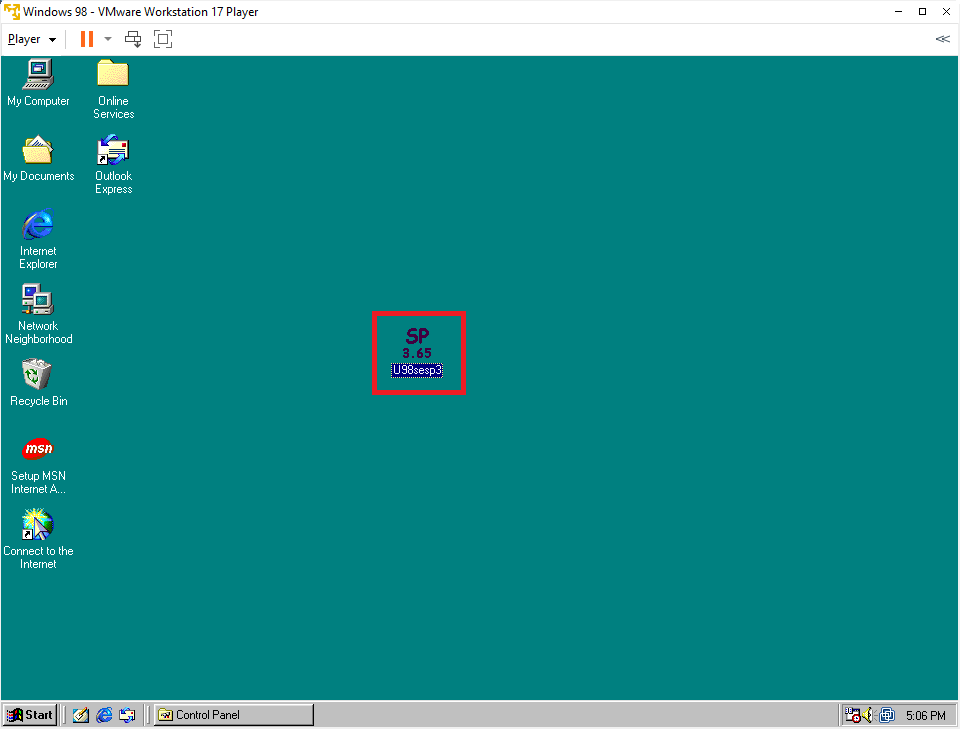 Windows 98 - VMware Workstation 17 Player
Player
My Computer
Online
Services
My Documents
Outlook
Express
Internet
Explorer
Network
Neighborhood
SP
3.65
U98sesp3
Recycle Bin
msn
Setup MSN
Internet A...
Connect to the
Internet
Start
Control Panel
5:06 PM